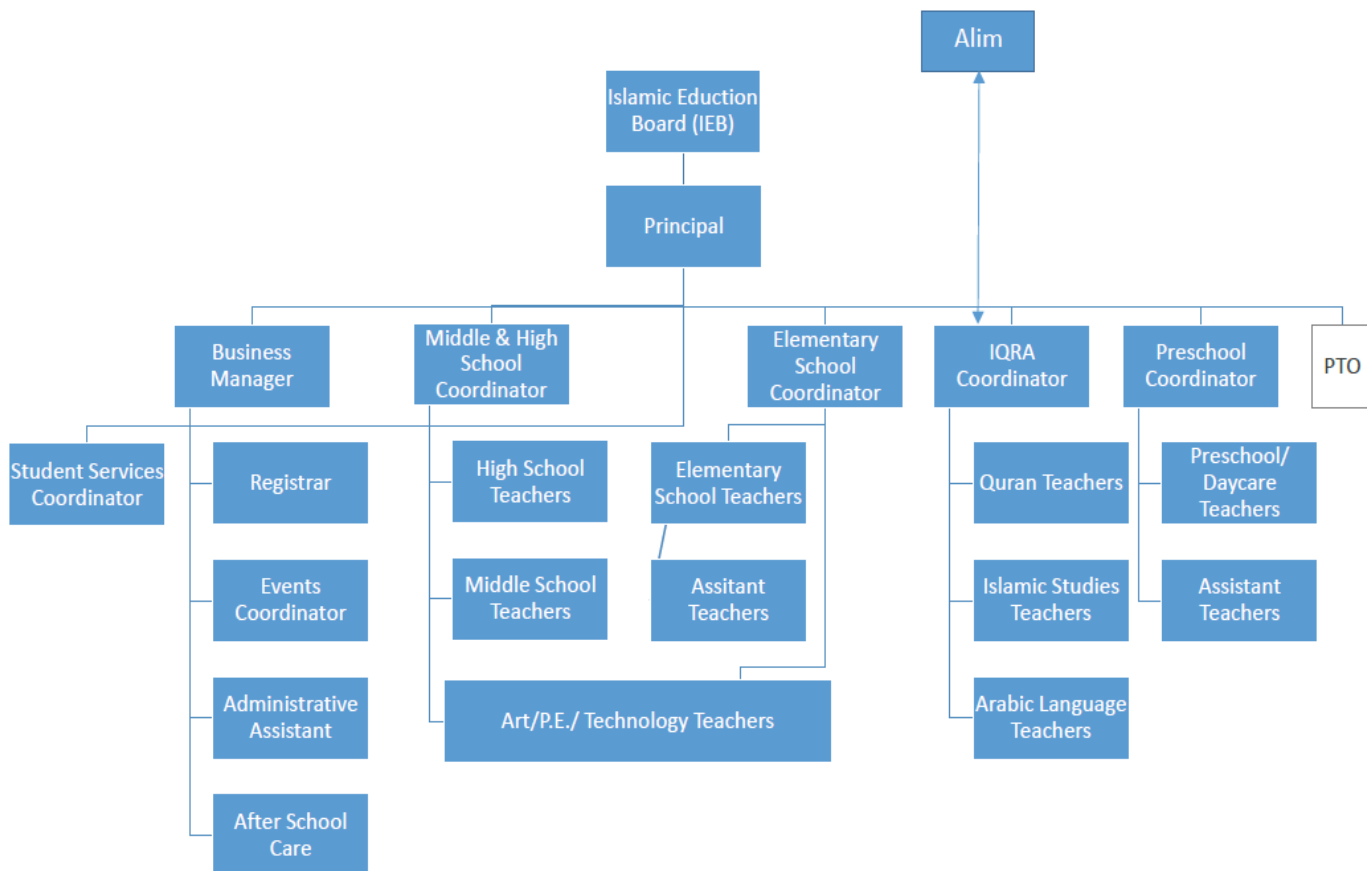 Alim
Islamic Eduction
Board (IEB)
Principal
Business
Manager
Middle & High
School
Coordinator
Elementary
School
Coordinator
IQRA
Coordinator
Preschool
Coordinator
PTO
Student Services
Coordinator
Registrar
High School
Teachers
Elementary
School Teachers
Quran Teachers
Preschool/
Daycare
Teachers
Events
Coordinator
Middle School
Teachers
Assitant
Teachers
Islamic Studies
Teachers
Assistant
Teachers
Administrative
Assistant
Art/P.E./ Technology Teachers
Arabic Language
Teachers
After School
Care